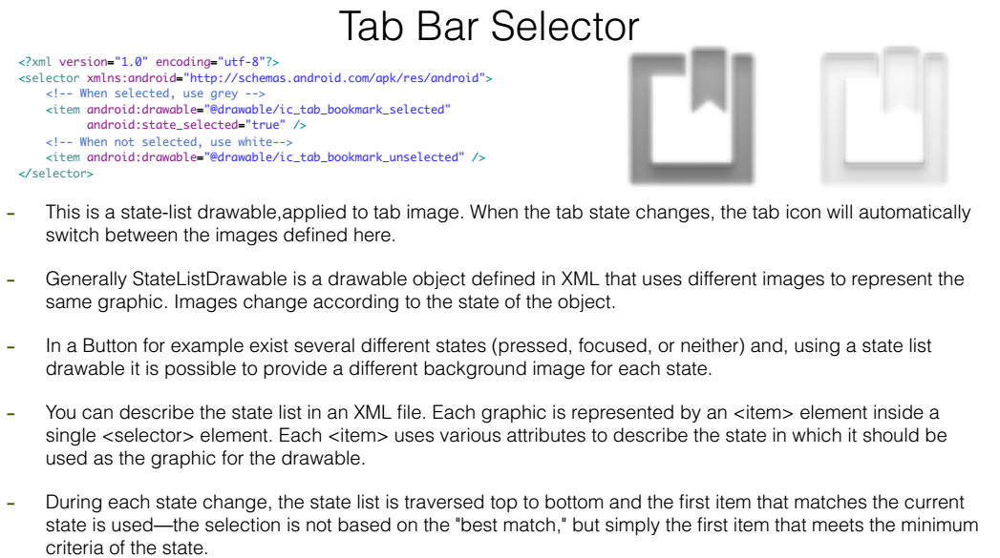 Tab Bar Selector
<?xml version="1.0" encoding="utf-8"?>
<selector xmlns:android="http://schemas.android.com/apk/res/android">
<!-- When selected, use grey -->
<item android:drawable="@drawable/ic_tab_bookmark_selected"
android:state_selected="true" />
<!-- When not selected, use white-->
<item android:drawable="@drawable/ic_tab_bookmark_unselected" />
</selector>
- This is a state-list drawable,applied to tab image. When the tab state changes, the tab icon will automatically
switch between the images defined here.
- Generally StateListDrawable is a drawable object defined in XML that uses different images to represent the
same graphic. Images change according to the state of the object.
- In a Button for example exist several different states (pressed, focused, or neither) and, using a state list
drawable it is possible to provide a different background image for each state.
- You can describe the state list in an XML file. Each graphic is represented by an <item> element inside a
single <selector> element. Each <item> uses various attributes to describe the state in which it should be
used as the graphic for the drawable.
- During each state change, the state list is traversed top to bottom and the first item that matches the current
state is used—the selection is not based on the "best match," but simply the first item that meets the minimum
criteria of the state.